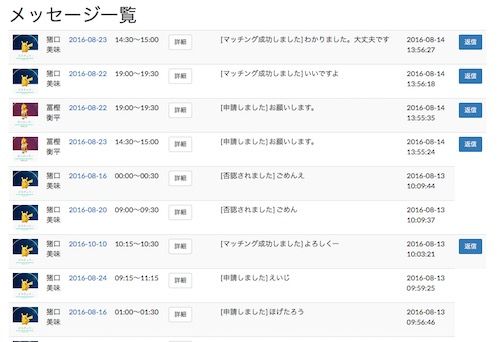 メッセージ一覧
猪口 美味 2016-08-23 14:30〜15:00 詳細 [マッチング成功しました] わかりました。大丈夫です 2016-08-14 13:56:27 返信
猪口 美味 2016-08-22 19:00〜19:30 詳細 [マッチング成功しました] いいですよ 2016-08-14 13:56:18 返信
冨樫 衡平 2016-08-22 19:00〜19:30 詳細 [申請しました] お願いします。 2016-08-14 13:55:35 返信
冨樫 衡平 2016-08-23 14:30〜15:00 詳細 [申請しました] お願いします。 2016-08-14 13:55:24 返信
猪口 美味 2016-08-16 00:00〜00:30 詳細 [否認されました] ごめんえ 2016-08-13 10:09:44
猪口 美味 2016-08-20 09:00〜09:30 詳細 [否認されました] ごめん 2016-08-13 10:09:37
猪口 美味 2016-10-10 10:15〜10:30 詳細 [マッチング成功しました] よろしくー 2016-08-13 10:03:21 返信
猪口 美味 2016-08-24 09:15〜11:15 詳細 [申請しました] えいじ 2016-08-13 09:59:25
猪口 美味 2016-08-16 01:00〜01:30 詳細 [申請しました] ほげたろう 2016-08-13 09:56:46